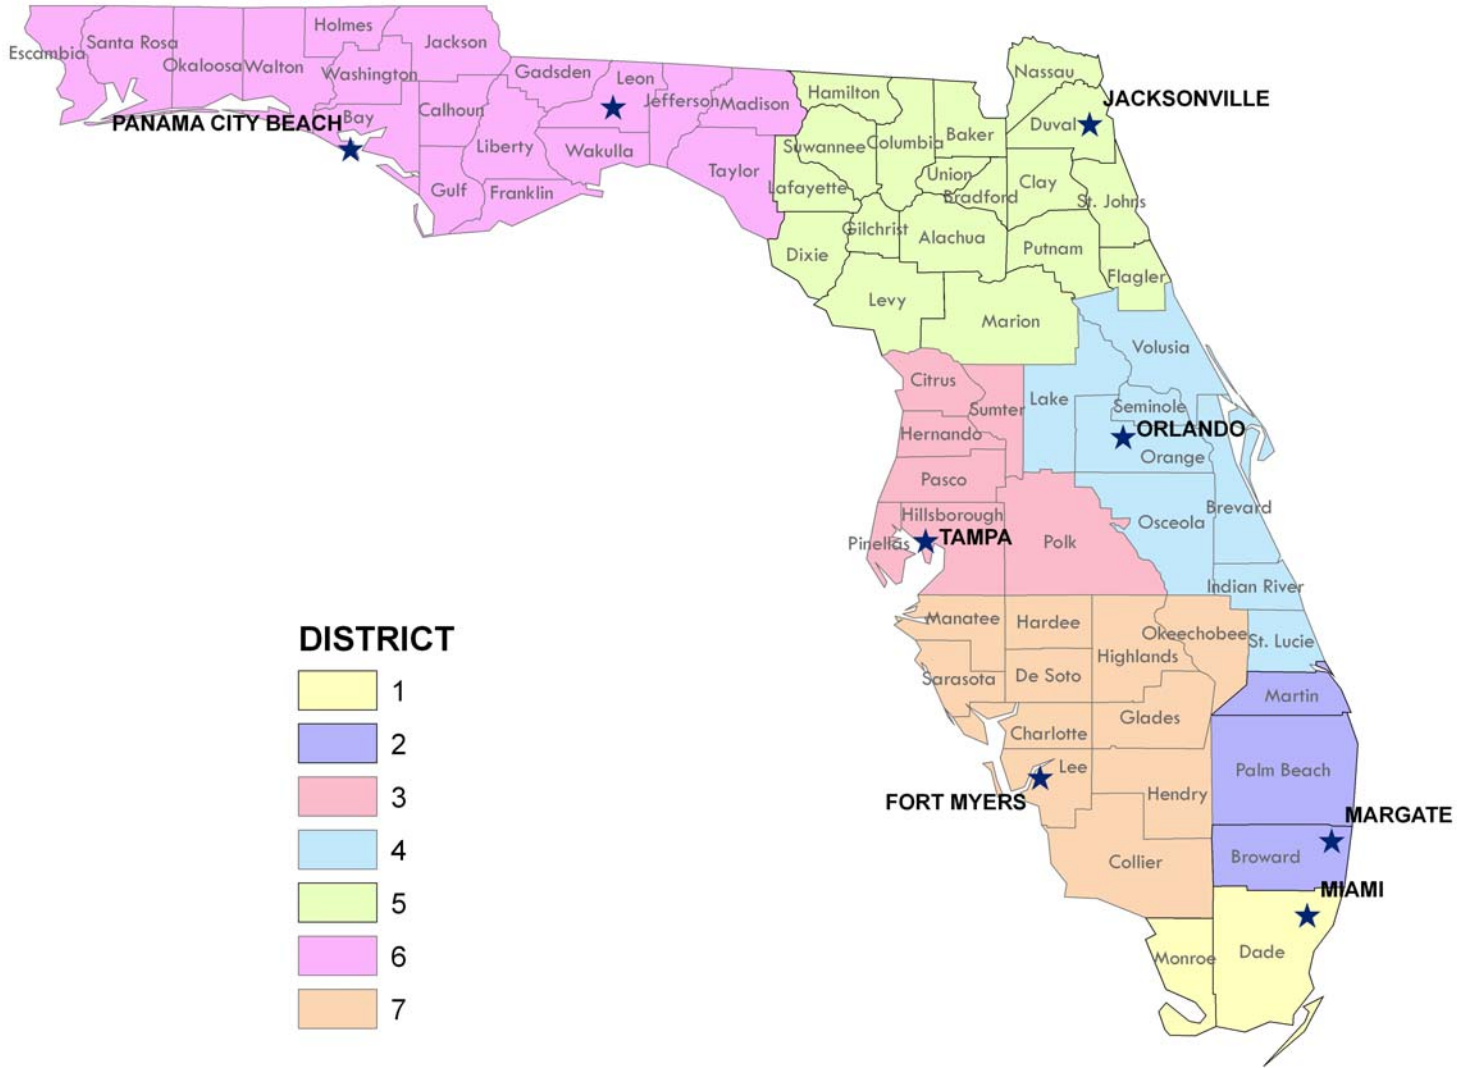 Holmes
Escambia
Santa Rosa
Okaloosa
Walton
Washington
Jackson
Gadsden
Leon
Jefferson
Madison
Hamilton
Nassau
JACKSONVILLE
PANAMA CITY BEACH
Bay
Calhoun
Liberty
Wakulla
Taylor
Gulf
Franklin
Suwannee
Columbia
Baker
Duval
Lafayette
Union
Bradford
Clay
St. Johns
Gilchrist
Alachua
Putnam
Dixie
Flagler
Levy
Marion
Volusia
Citrus
Sumter
Lake
Seminole
Hernando
ORLANDO
Orange
Pasco
Hillsborough
Brevard
Pinellas
TAMPA
Polk
Osceola
Indian River
Manatee
Hardee
Okeechobee
St. Lucie
Highlands
Sarasota
De Soto
Martin
Charlotte
Glades
Lee
Hendry
Palm Beach
FORT MYERS
MARGATE
Collier
Broward
MIAMI
Monroe
Dade
DISTRICT
1
2
3
4
5
6
7